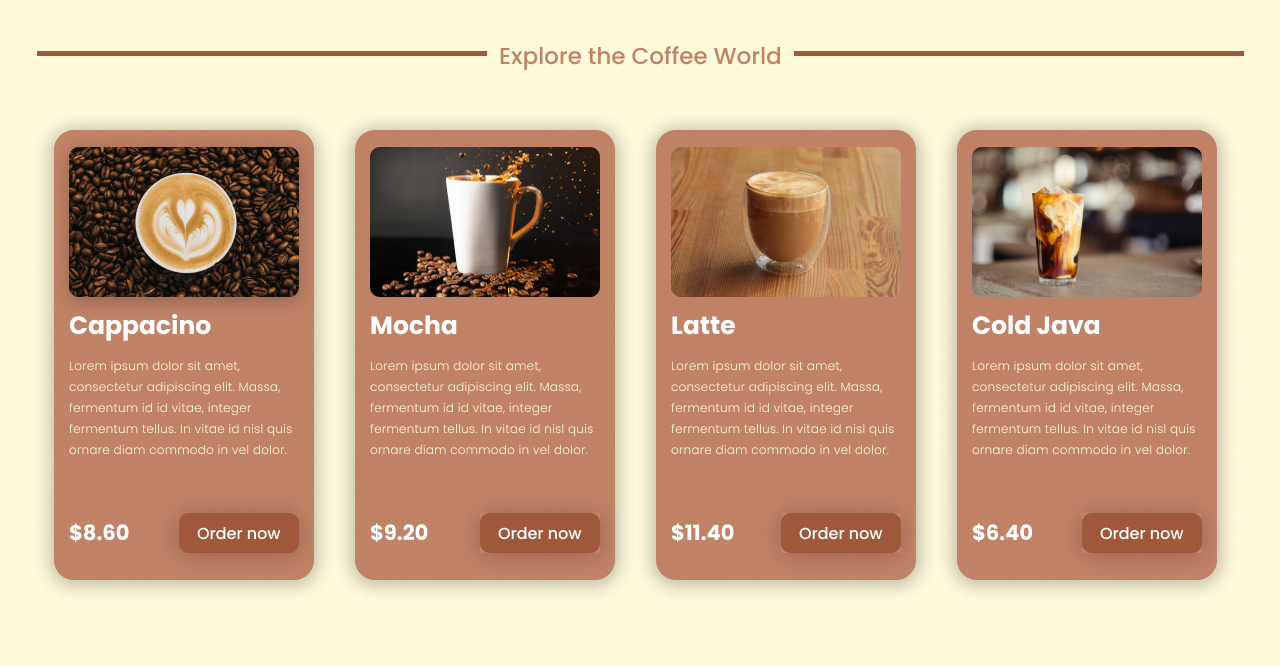 Explore the Coffee World
Cappacino
Lorem ipsum dolor sit amet,
consectetur adipiscing elit. Massa,
fermentum id id vitae, integer
fermentum tellus. In vitae id nisl quis
ornare diam commodo in vel dolor.
$8.60
Order now
Mocha
Lorem ipsum dolor sit amet,
consectetur adipiscing elit. Massa,
fermentum id id vitae, integer
fermentum tellus. In vitae id nisl quis
ornare diam commodo in vel dolor.
$9.20
Order now
Latte
Lorem ipsum dolor sit amet,
consectetur adipiscing elit. Massa,
fermentum id id vitae, integer
fermentum tellus. In vitae id nisl quis
ornare diam commodo in vel dolor.
$11.40
Order now
Cold Java
Lorem ipsum dolor sit amet,
consectetur adipiscing elit. Massa,
fermentum id id vitae, integer
fermentum tellus. In vitae id nisl quis
ornare diam commodo in vel dolor.
$6.40
Order now